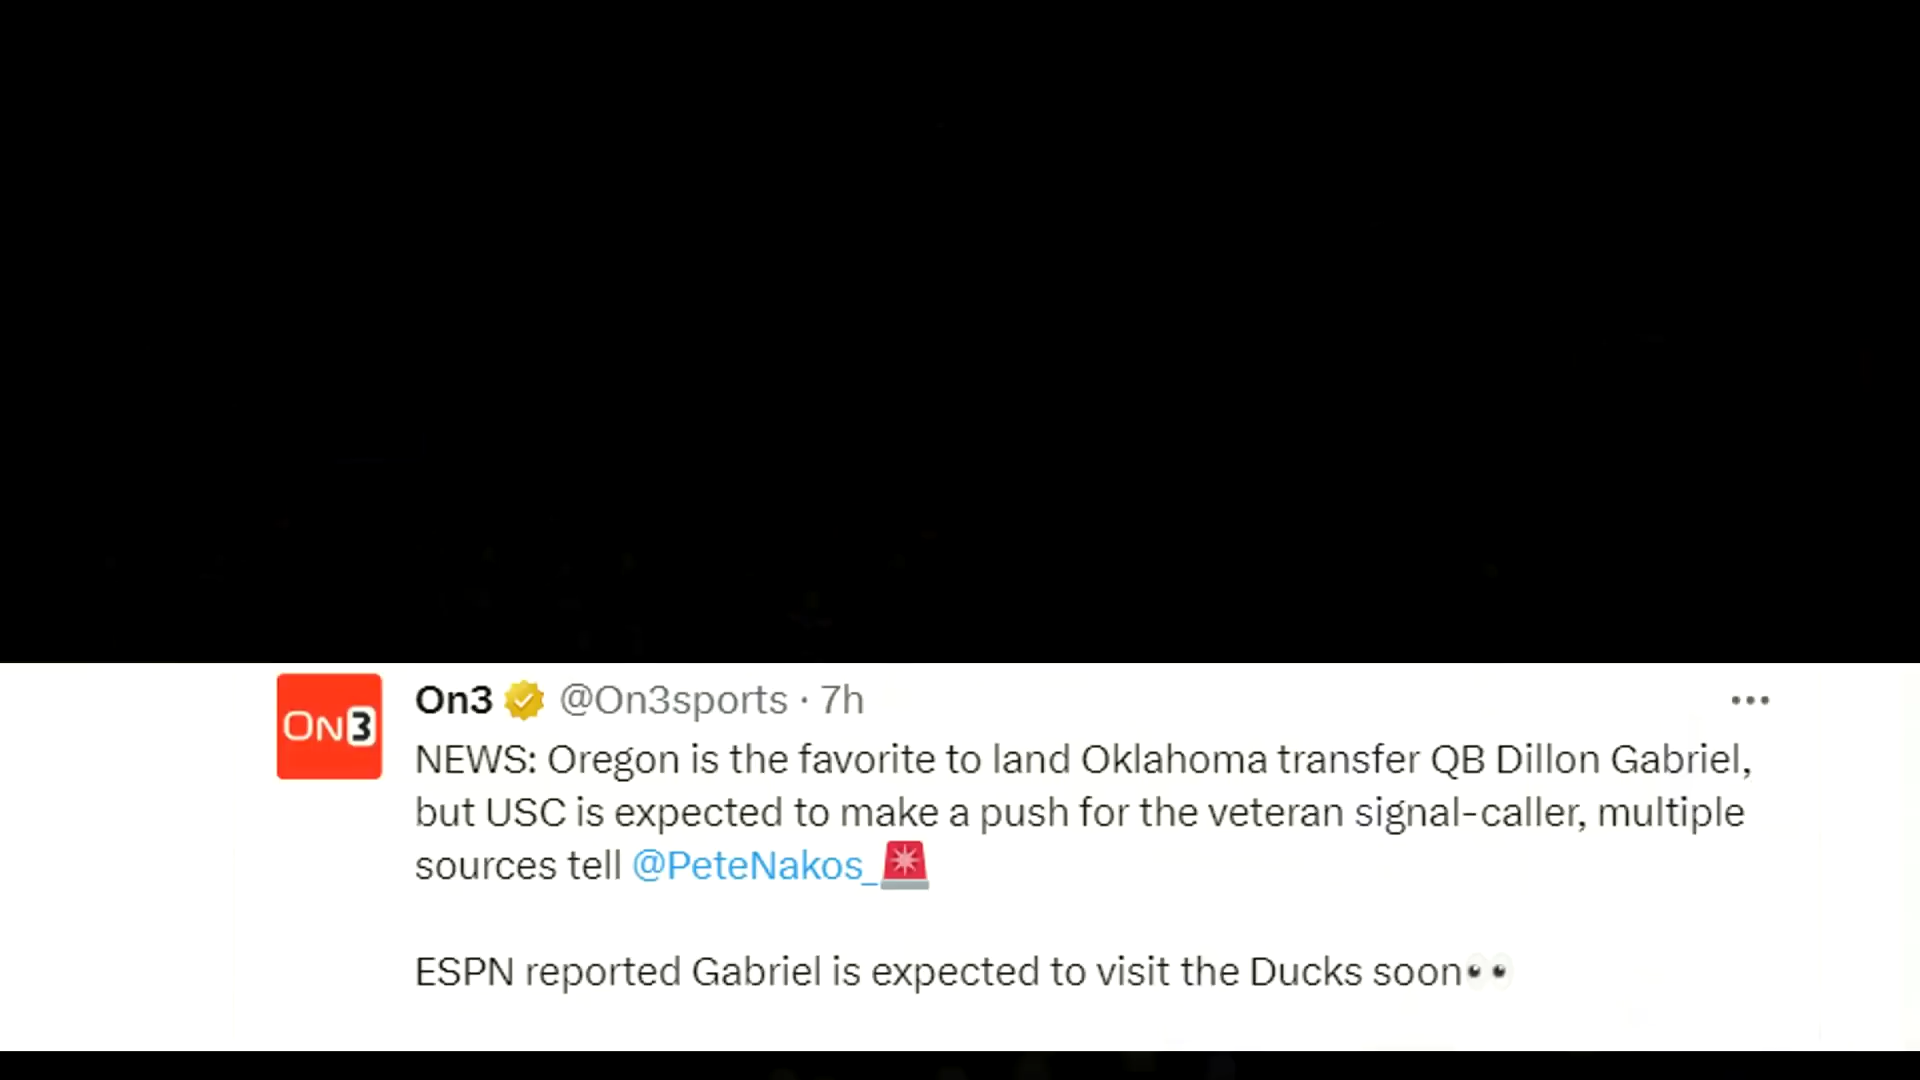 ON3
On3 @On3sports · 7h
NEWS: Oregon is the favorite to land Oklahoma transfer QB Dillon Gabriel,
but USC is expected to make a push for the veteran signal-caller, multiple
sources tell @PeteNakos_🚨
ESPN reported Gabriel is expected to visit the Ducks soon👀